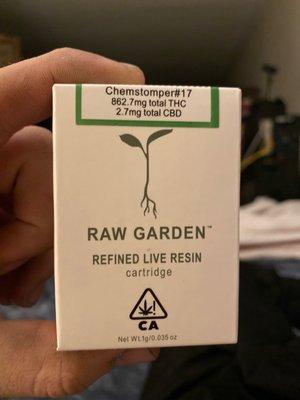 Chemstomper#17
862.7mg total THC
2.7mg total CBD
RAW GARDEN™
REFINED LIVE RESIN
cartridge
CA
Net Wt.1g/0.035 oz